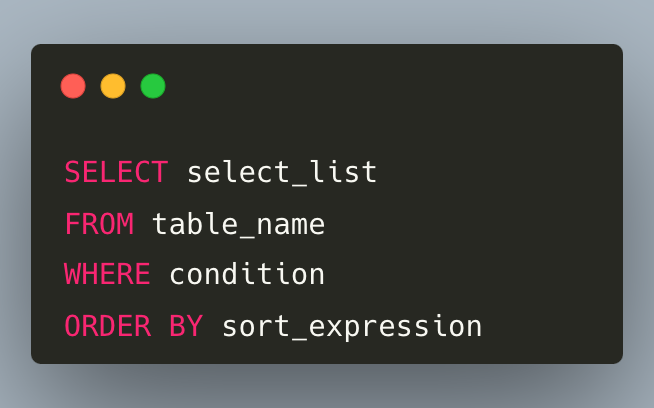 SELECT select_list
FROM table_name
WHERE condition
ORDER BY sort_expression